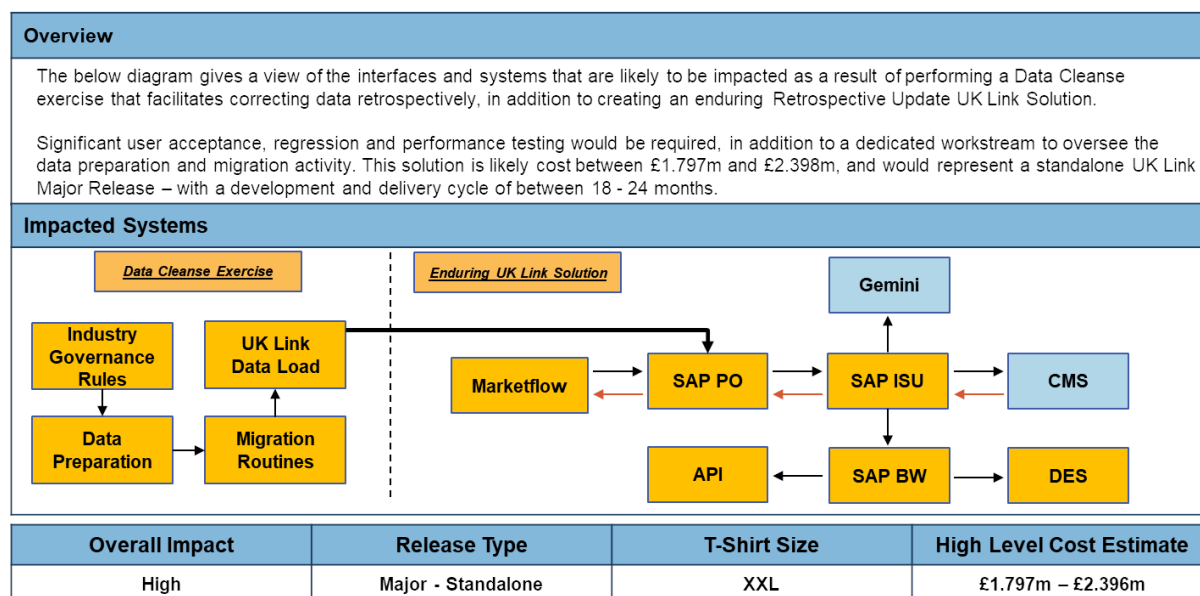 Overview
The below diagram gives a view of the interfaces and systems that are likely to be impacted as a result of performing a Data Cleanse
exercise that facilitates correcting data retrospectively, in addition to creating an enduring Retrospective Update UK Link Solution.
Significant user acceptance, regression and performance testing would be required, in addition to a dedicated workstream to oversee the
data preparation and migration activity. This solution is likely cost between £1.797m and £2.398m, and would represent a standalone UK Link
Major Release – with a development and delivery cycle of between 18 - 24 months.
Impacted Systems
Data Cleanse Exercise
Enduring UK Link Solution
Industry
Governance
Rules
UK Link
Data Load
Data
Preparation
Migration
Routines
Gemini
Marketflow
SAP PO
SAP ISU
CMS
API
SAP BW
DES
Overall Impact
Release Type
T-Shirt Size
High Level Cost Estimate
High
Major - Standalone
XXL
£1.797m – £2.396m